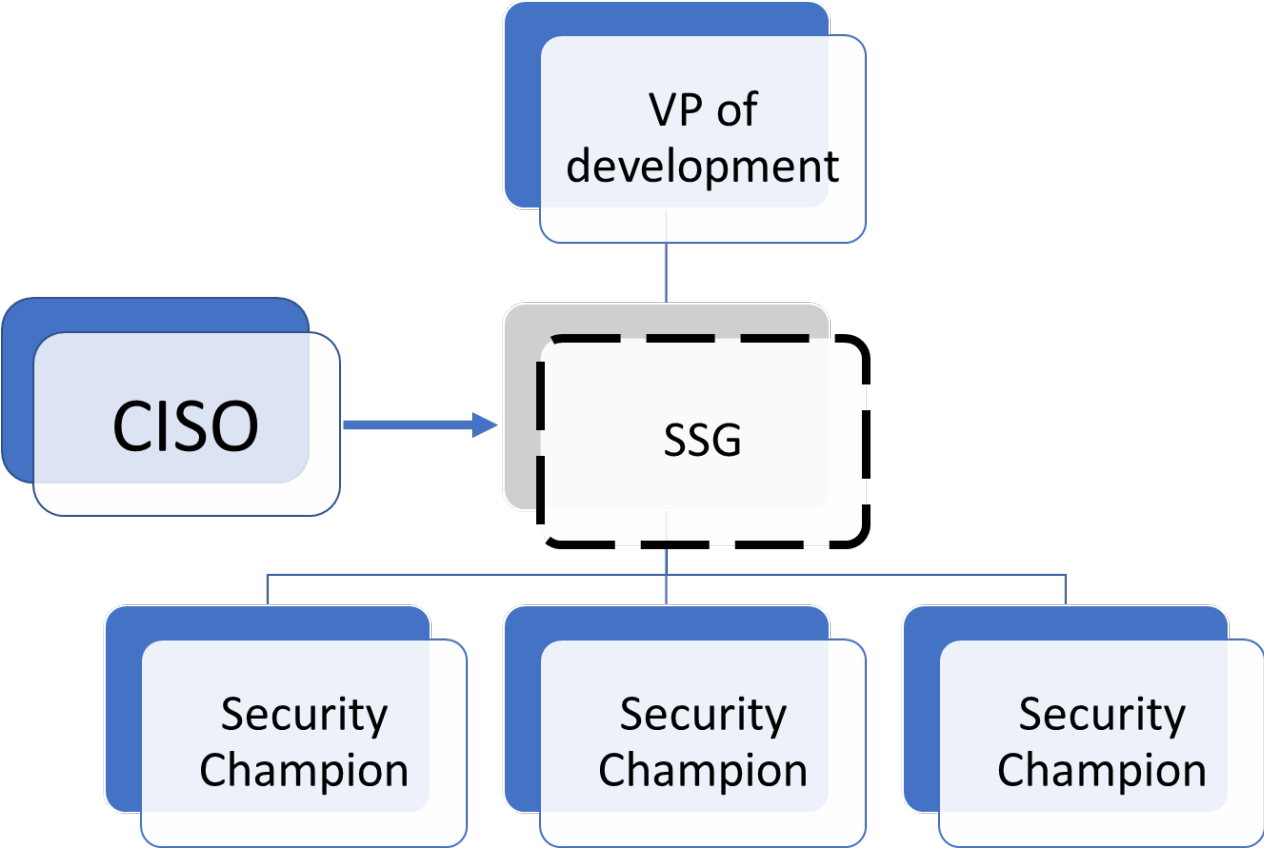 VP of
development
CISO
SSG
Security
Champion
Security
Champion
Security
Champion